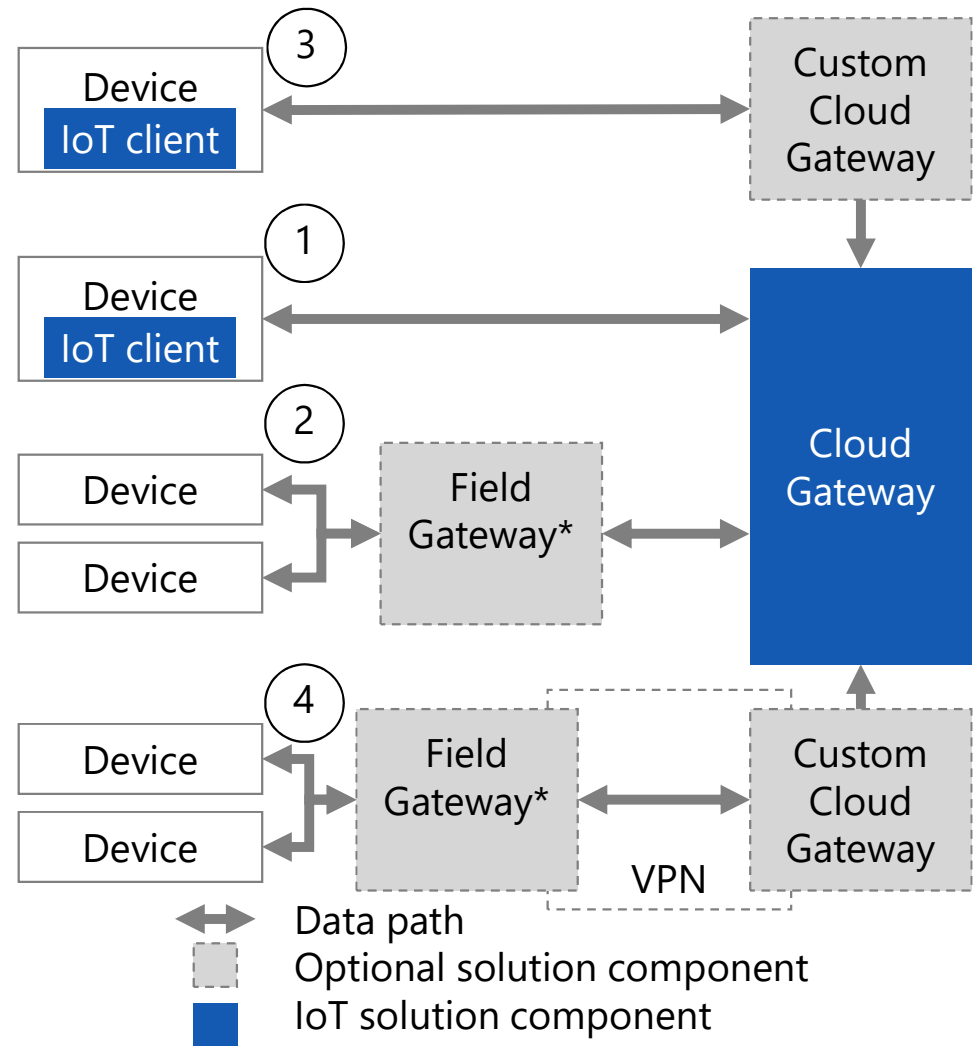 3
Device
IoT client
Custom
Cloud
Gateway
1
Device
IoT client
Cloud
Gateway
2
Device
Device
Field
Gateway*
4
Device
Device
Field
Gateway*
VPN
Custom
Cloud
Gateway
Data path
Optional solution component
IoT solution component